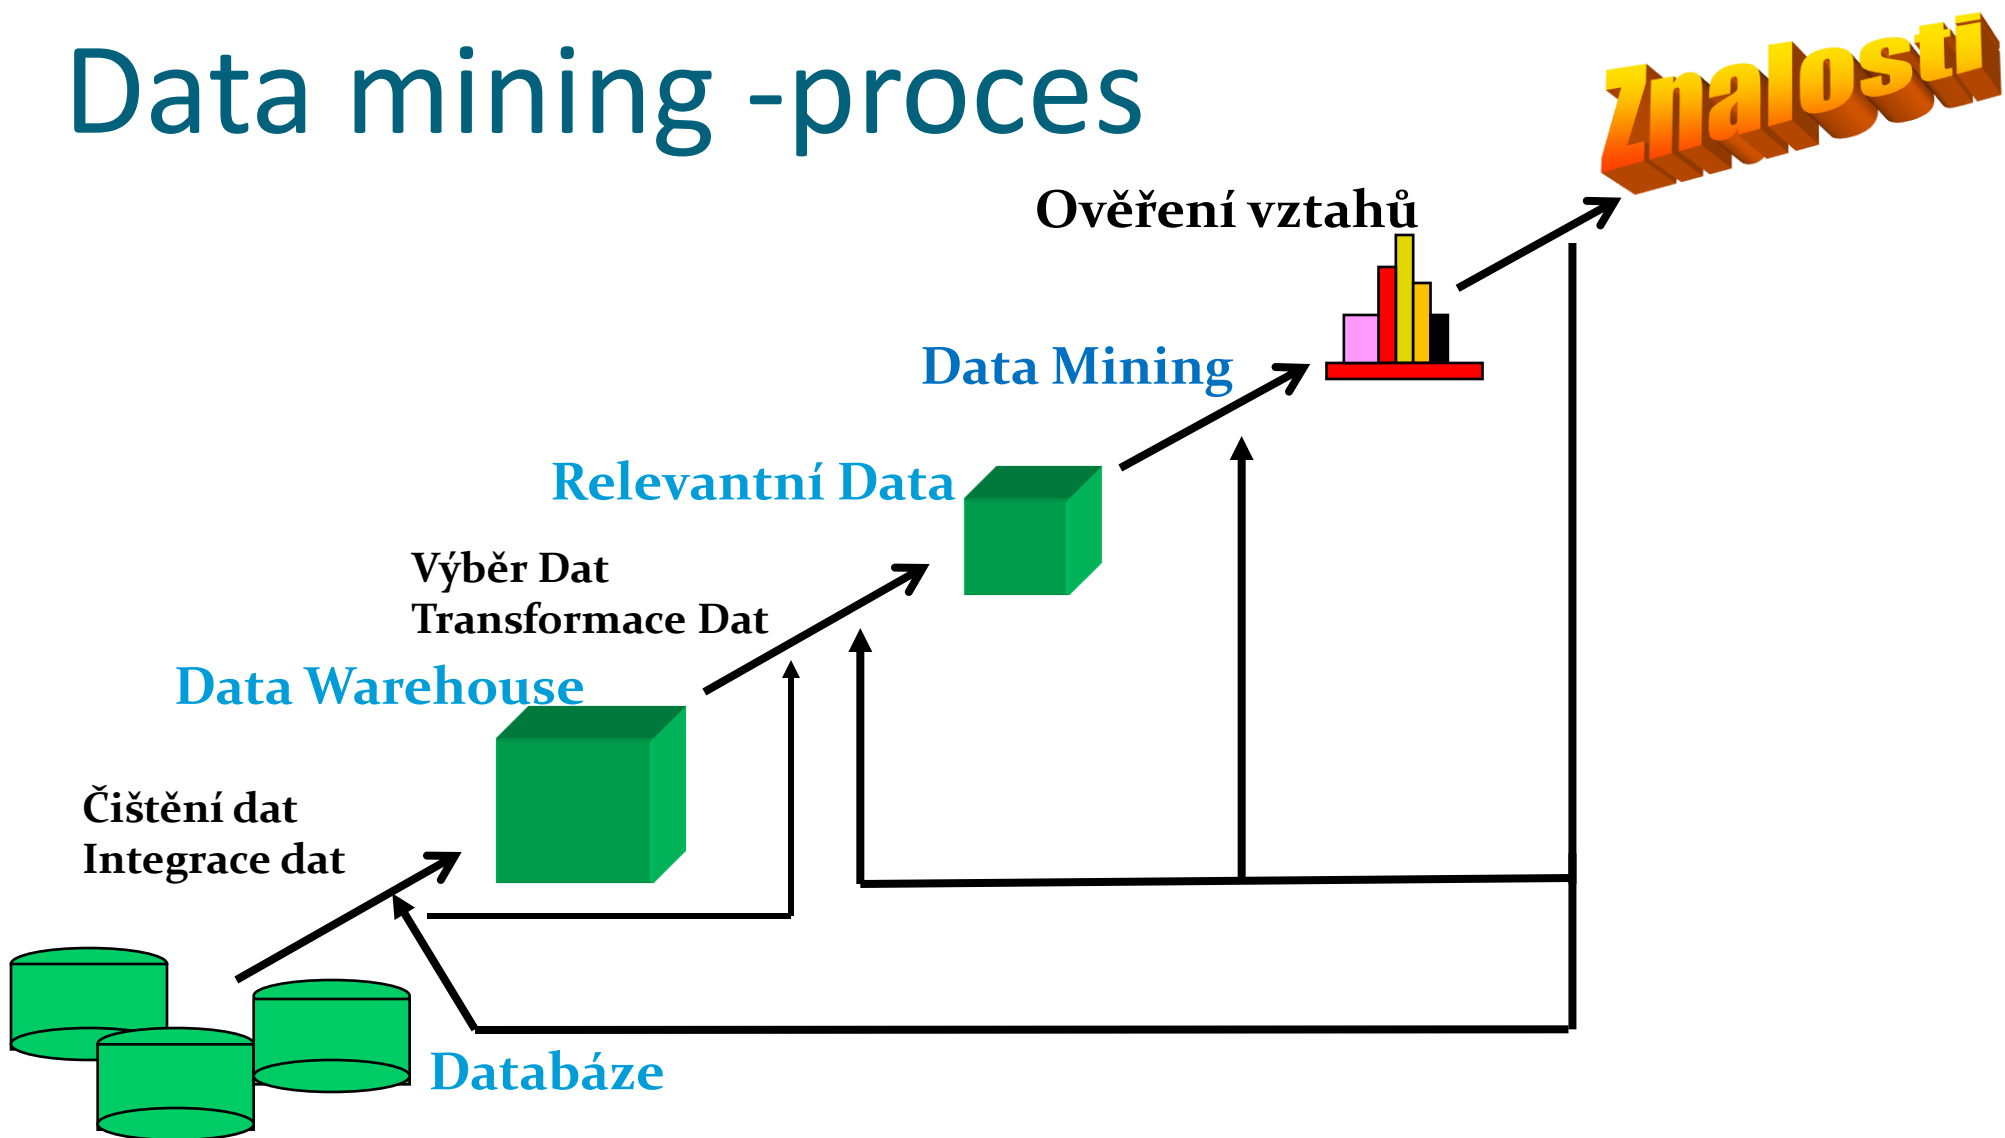 Data mining -proces
Znalosti
Ověření vztahů
Data Mining
Relevantní Data
Výběr Dat
Transformace Dat
Data Warehouse
Čištění dat
Integrace dat
Databáze